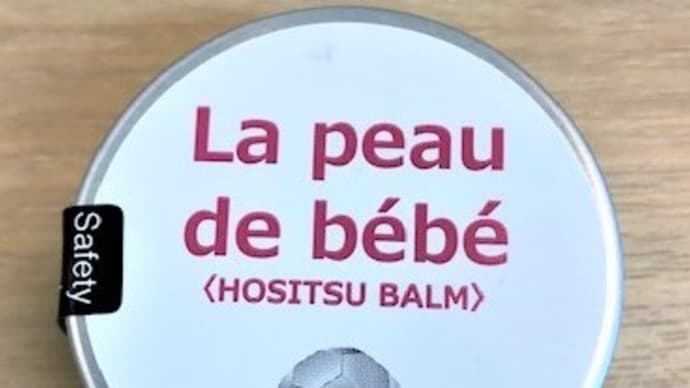 La peau
de bébé
〈HOSITSU BALM〉
Safety